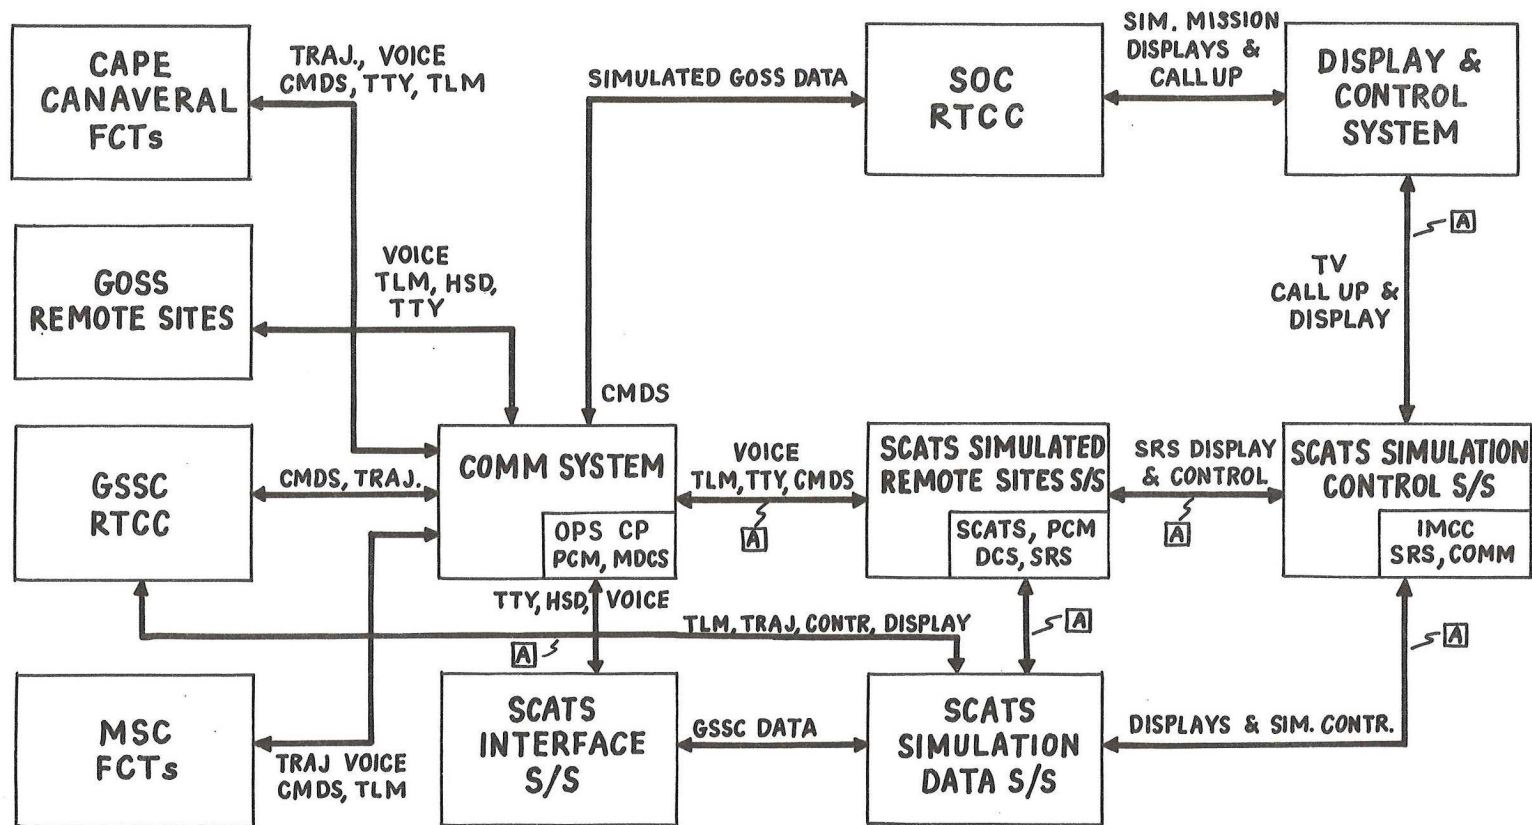 CAPE
CANAVERAL
FCTs
TRAJ., VOICE
CMDS, TTY, TLM
SIMULATED GOSS DATA
SOC
RTCC
SIM. MISSION
DISPLAYS &
CALL UP
DISPLAY &
CONTROL
SYSTEM
A
GOSS
REMOTE SITES
VOICE
TLM, HSD,
TTY
TV
CALL UP &
DISPLAY
CMDS
GSSC
RTCC
CMDS, TRAJ.
COMM SYSTEM
OPS CP
PCM, MDCS
VOICE
TLM, TTY, CMDS
A
SCATS SIMULATED
REMOTE SITES S/S
SCATS, PCM
DCS, SRS
SRS DISPLAY
& CONTROL
A
SCATS SIMULATION
CONTROL S/S
IMCC
SRS, COMM
TTY, HSD, VOICE
TLM, TRAJ, CONTR, DISPLAY
A
A
A
MSC
FCTs
TRAJ VOICE
CMDS, TLM
SCATS
INTERFACE
S/S
GSSC DATA
SCATS
SIMULATION
DATA S/S
DISPLAYS & SIM. CONTR.